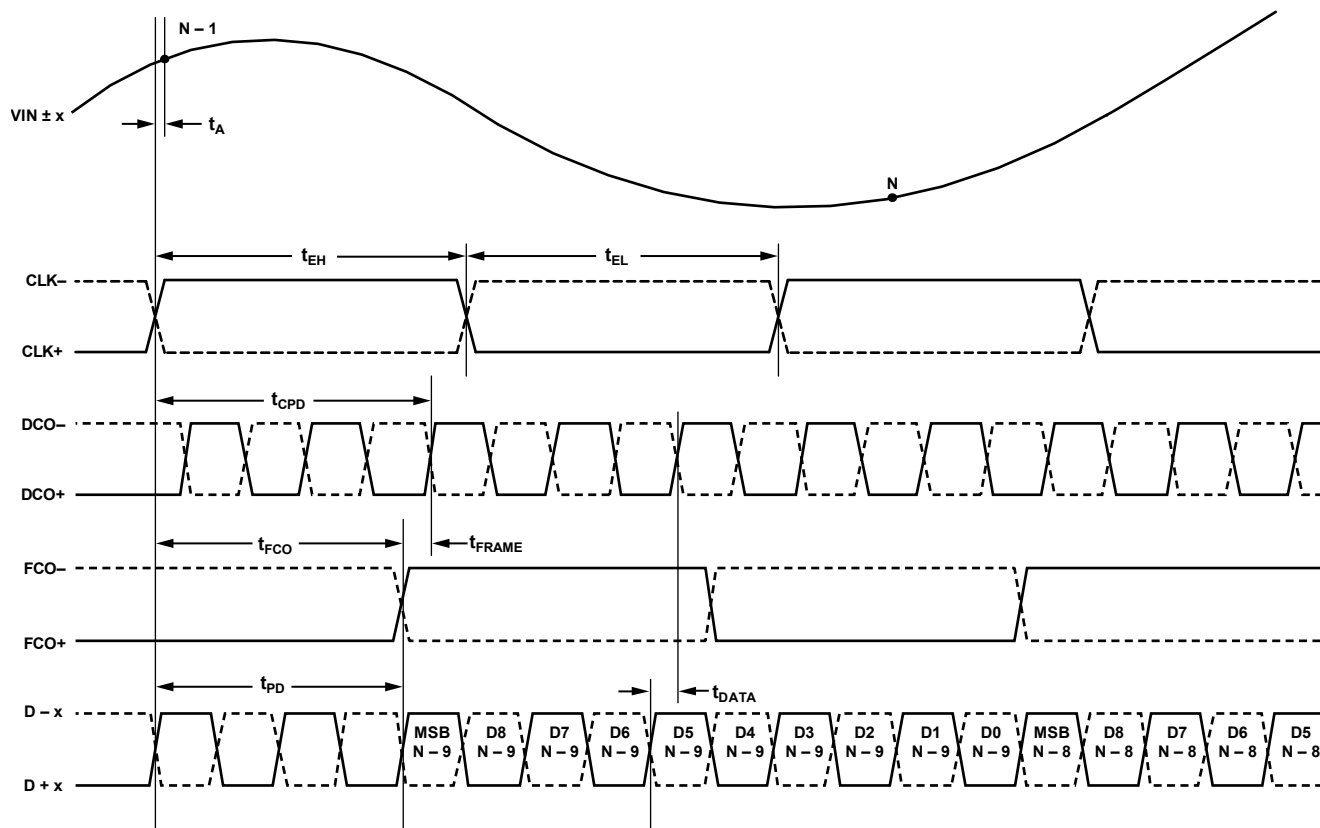 N – 1
VIN ± x
tA
N
tEH
tEL
CLK–
CLK+
tCPD
DCO–
DCO+
tFCO
tFRAME
FCO–
FCO+
tPD
tDATA
D – x
MSB D8 D7 D6 D5 D4 D3 D2 D1 D0 MSB D8 D7 D6 D5
N – 9 N – 9 N – 9 N – 9 N – 9 N – 9 N – 9 N – 9 N – 9 N – 9 N – 8 N – 8 N – 8 N – 8 N – 8
D + x